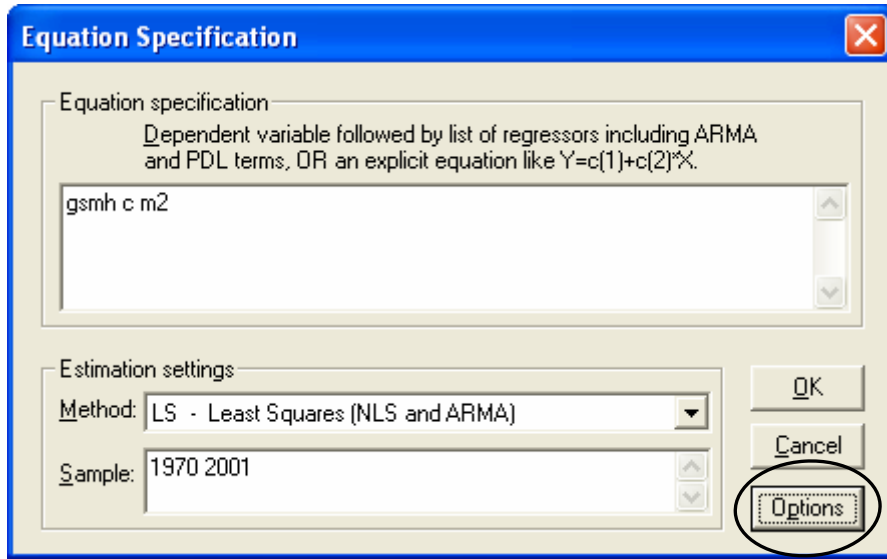 Equation Specification
Equation specification
Dependent variable followed by list of regressors including ARMA
and PDL terms, OR an explicit equation like Y=c(1)+c(2)*X.
gsmh c m2
Estimation settings
Method:
LS - Least Squares (NLS and ARMA)
Sample:
1970 2001
OK
Cancel
Options